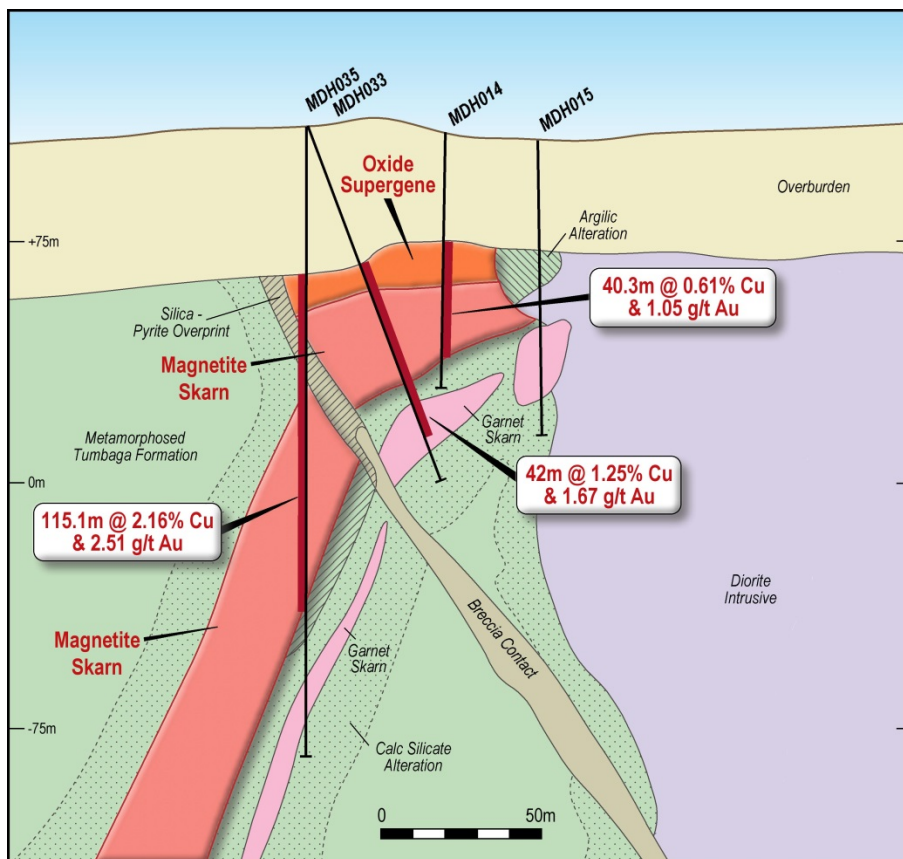 MDH035
MDH033
MDH014
MDH015
Oxide
Supergene
Overburden
Argilic
Alteration
+75m
40.3m @ 0.61% Cu
& 1.05 g/t Au
Silica -
Pyrite Overprint
Magnetite
Skarn
Garnet
Skarn
Metamorphosed
Tumbaga Formation
0m
42m @ 1.25% Cu
& 1.67 g/t Au
115.1m @ 2.16% Cu
& 2.51 g/t Au
Diorite
Intrusive
Breccia Contact
Magnetite
Skarn
Garnet
Skarn
-75m
Calc Silicate
Alteration
0
50m